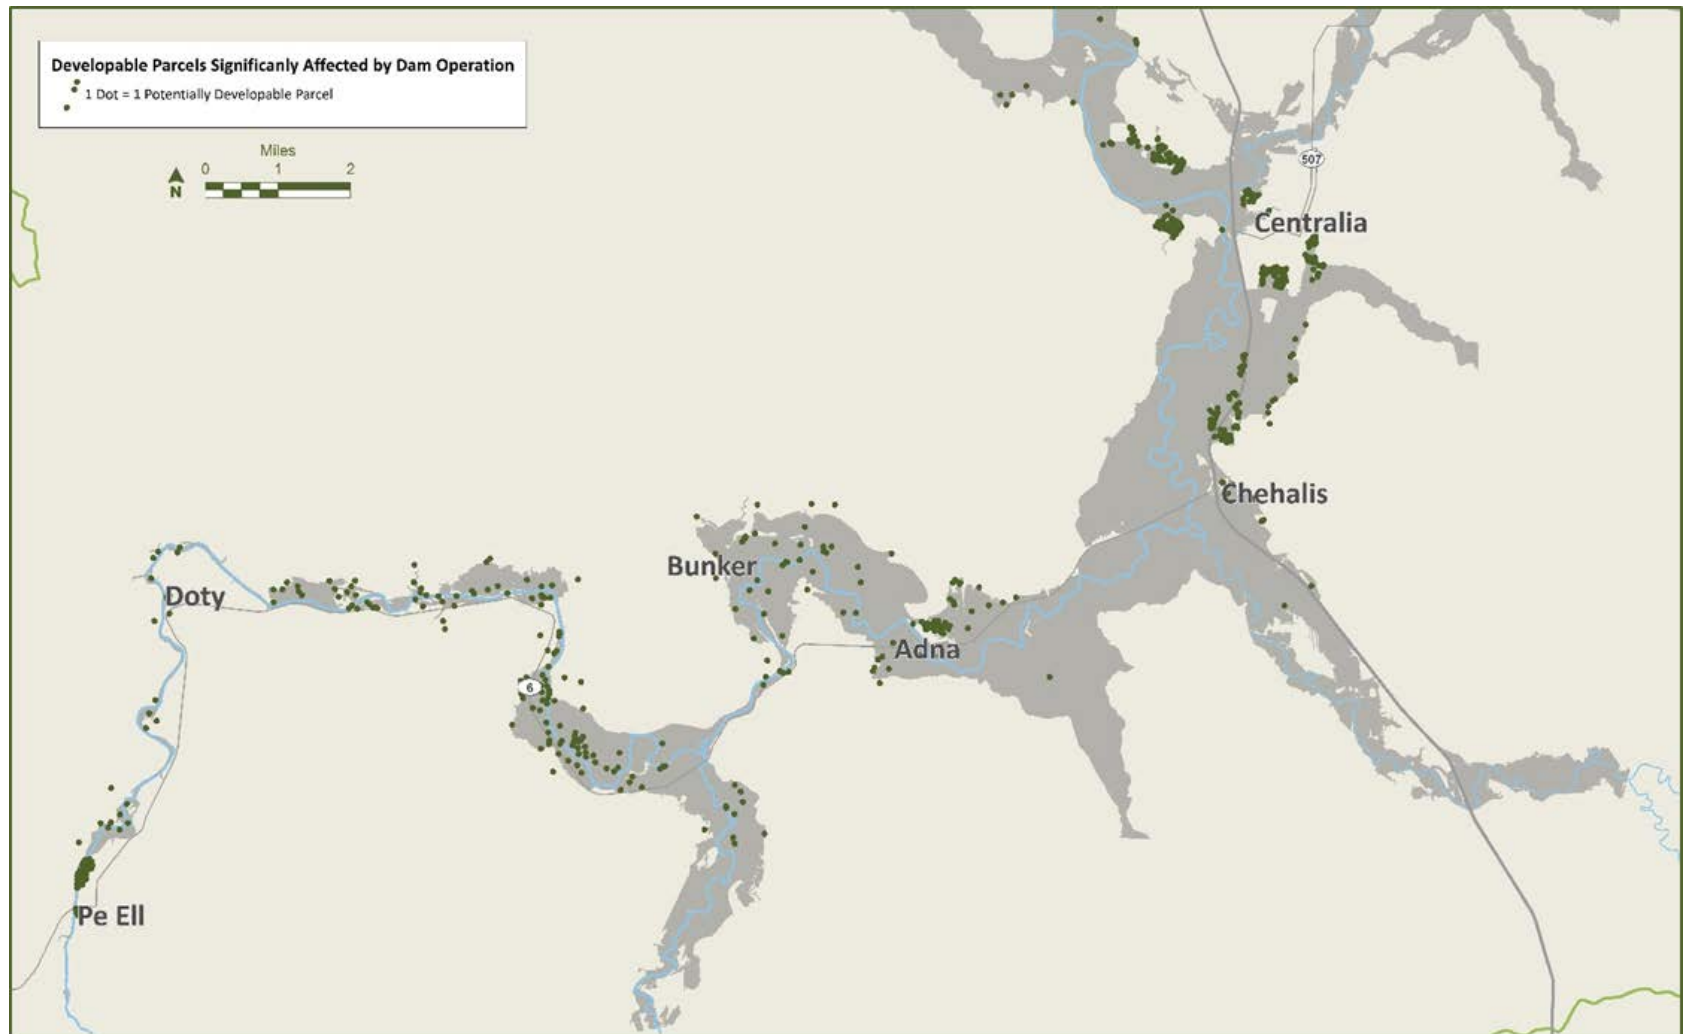 Developable Parcels Significanly Affected by Dam Operation
1 Dot = 1 Potentially Developable Parcel
Miles
0 1 2
N
507
Centralia
Chehalis
Bunker
Doty
Adna
6
Pe Ell